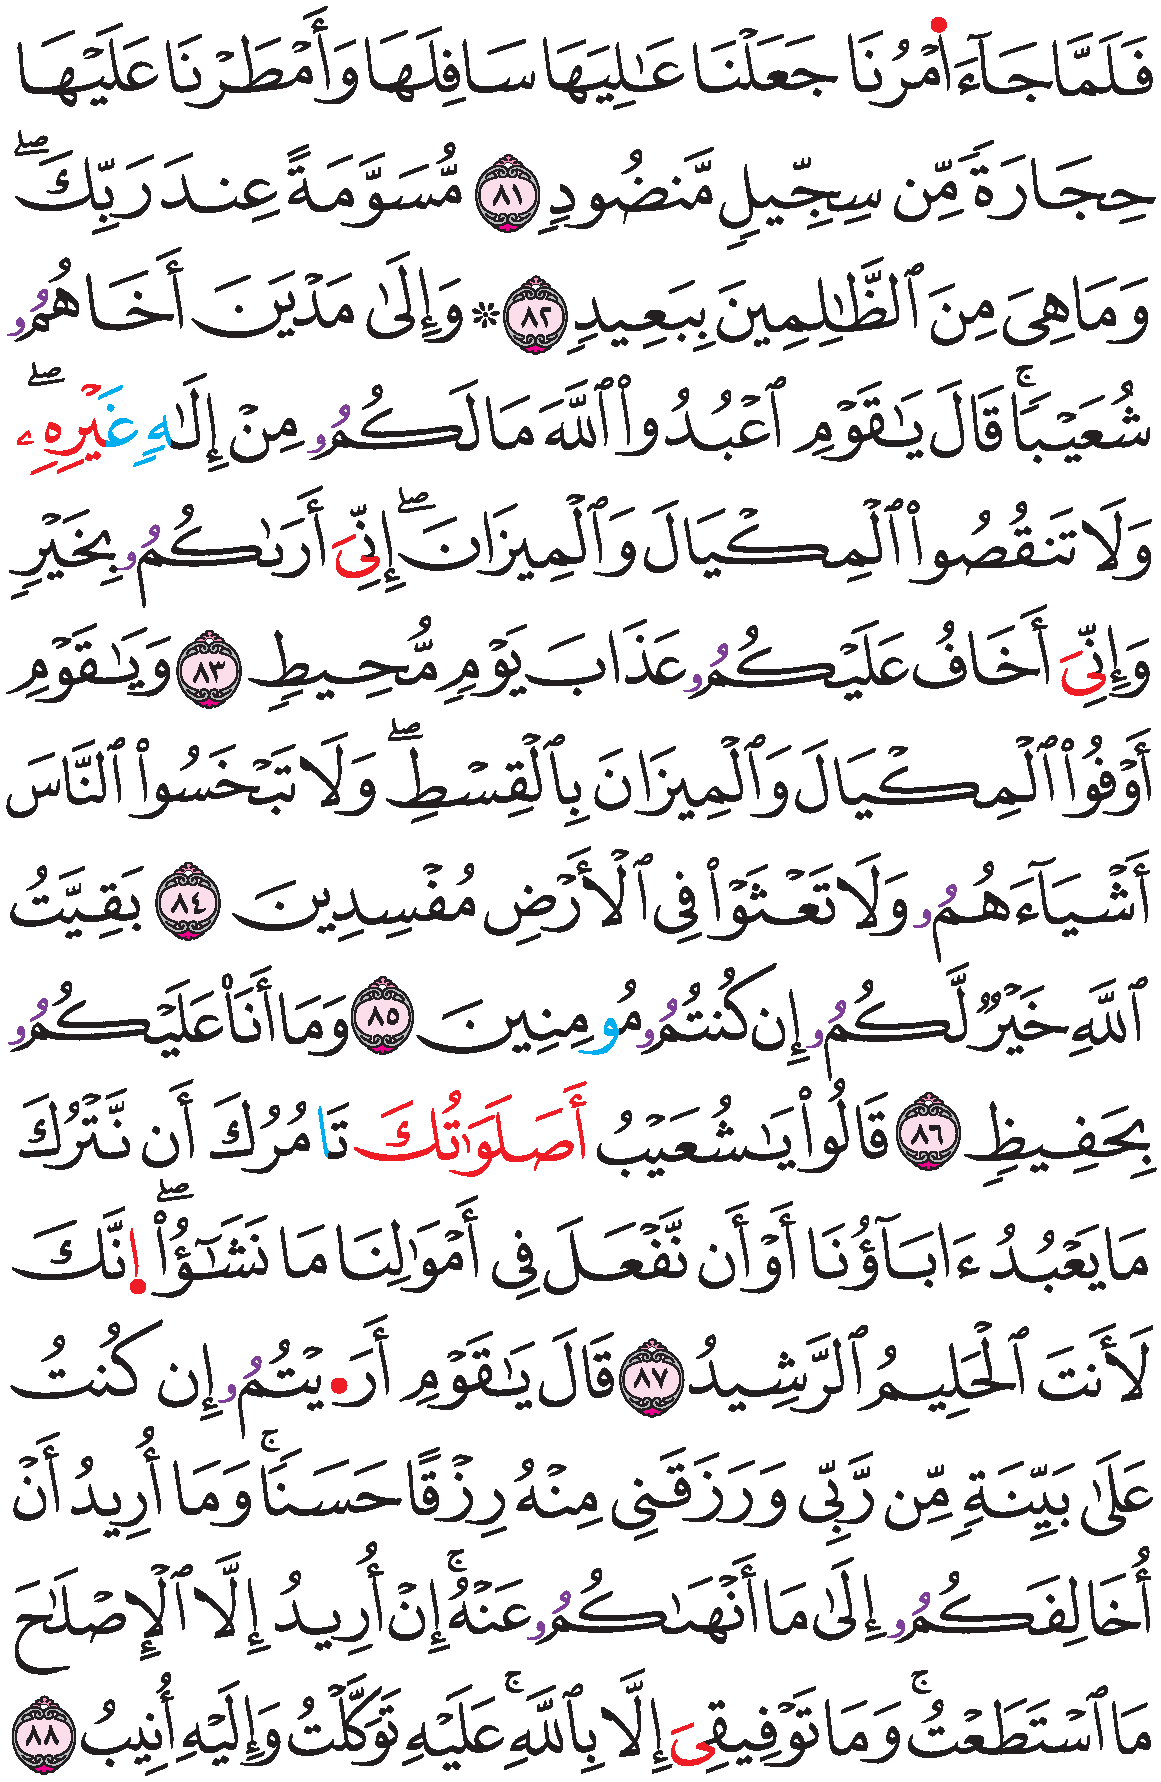 فَلَمَّا جَآءَ ا۬مْرُنَا جَعَلْنَا عَٰلِيَهَا سَافِلَهَا وَأَمْطَرْنَا عَلَيْهَا
حِجَارَةً مِّن سِجِّيلٍ مَّنضُودٍ ٨١ مُّسَوَّمَةً عِندَ رَبِّكَۖ
وَمَا هِىَ مِنَ ٱلظَّٰلِمِينَ بِبَعِيدٍ ٨٢ ۞ وَإِلَىٰ مَدْيَنَ أَخَاهُمُۥ
شُعَيْبًاۚ قَالَ يَٰقَوْمِ ٱعْبُدُوا۟ ٱللَّهَ مَا لَكُمُۥ مِنْ إِلَٰهٍ غَيْرِهِۦۖ
وَلَا تَنقُصُوا۟ ٱلْمِكْيَالَ وَٱلْمِيزَانَۖ إِنِّىَ أَرَىٰكُمُۥ بِخَيْرٍ
وَإِنِّىَ أَخَافُ عَلَيْكُمُۥ عَذَابَ يَوْمٍ مُّحِيطٍ ٨٣ وَيَٰقَوْمِ
أَوْفُوا۟ ٱلْمِكْيَالَ وَٱلْمِيزَانَ بِٱلْقِسْطِۖ وَلَا تَبْخَسُوا۟ ٱلنَّاسَ
أَشْيَآءَهُمُۥ وَلَا تَعْثَوْا۟ فِى ٱلْأَرْضِ مُفْسِدِينَ ٨٤ بَقِيَّتُ
ٱللَّهِ خَيْرٌ لَّكُمُۥ إِن كُنتُمُۥ مُومِنِينَ ٨٥ وَمَا أَنَا۠ عَلَيْكُمُۥ
بِحَفِيظٍ ٨٦ قَالُوا۟ يَٰشُعَيْبُ أَصَلَوَٰتُكَ تَامُرُكَ أَن نَّتْرُكَ
مَا يَعْبُدُ ءَابَآؤُنَا أَوْ أَن نَّفْعَلَ فِى أَمْوَٰلِنَا مَا نَشَٰٓؤُا۟ۖ ا۪نَّكَ
لَأَنتَ ٱلْحَلِيمُ ٱلرَّشِيدُ ٨٧ قَالَ يَٰقَوْمِ أَرَ۬يْتُمُۥ إِن كُنتُ
عَلَىٰ بَيِّنَةٍ مِّن رَّبِّى وَرَزَقَنِى مِنْهُ رِزْقًا حَسَنًاۚ وَمَا أُرِيدُ أَنْ
أُخَالِفَكُمُۥ إِلَىٰ مَا أَنْهَىٰكُمُۥ عَنْهُۚ إِنْ أُرِيدُ إِلَّا ٱلْإِصْلَٰحَ
مَا ٱسْتَطَعْتُۚ وَمَا تَوْفِيقِىَ إِلَّا بِٱللَّهِۚ عَلَيْهِ تَوَكَّلْتُ وَإِلَيْهِ أُنِيبُ ٨٨